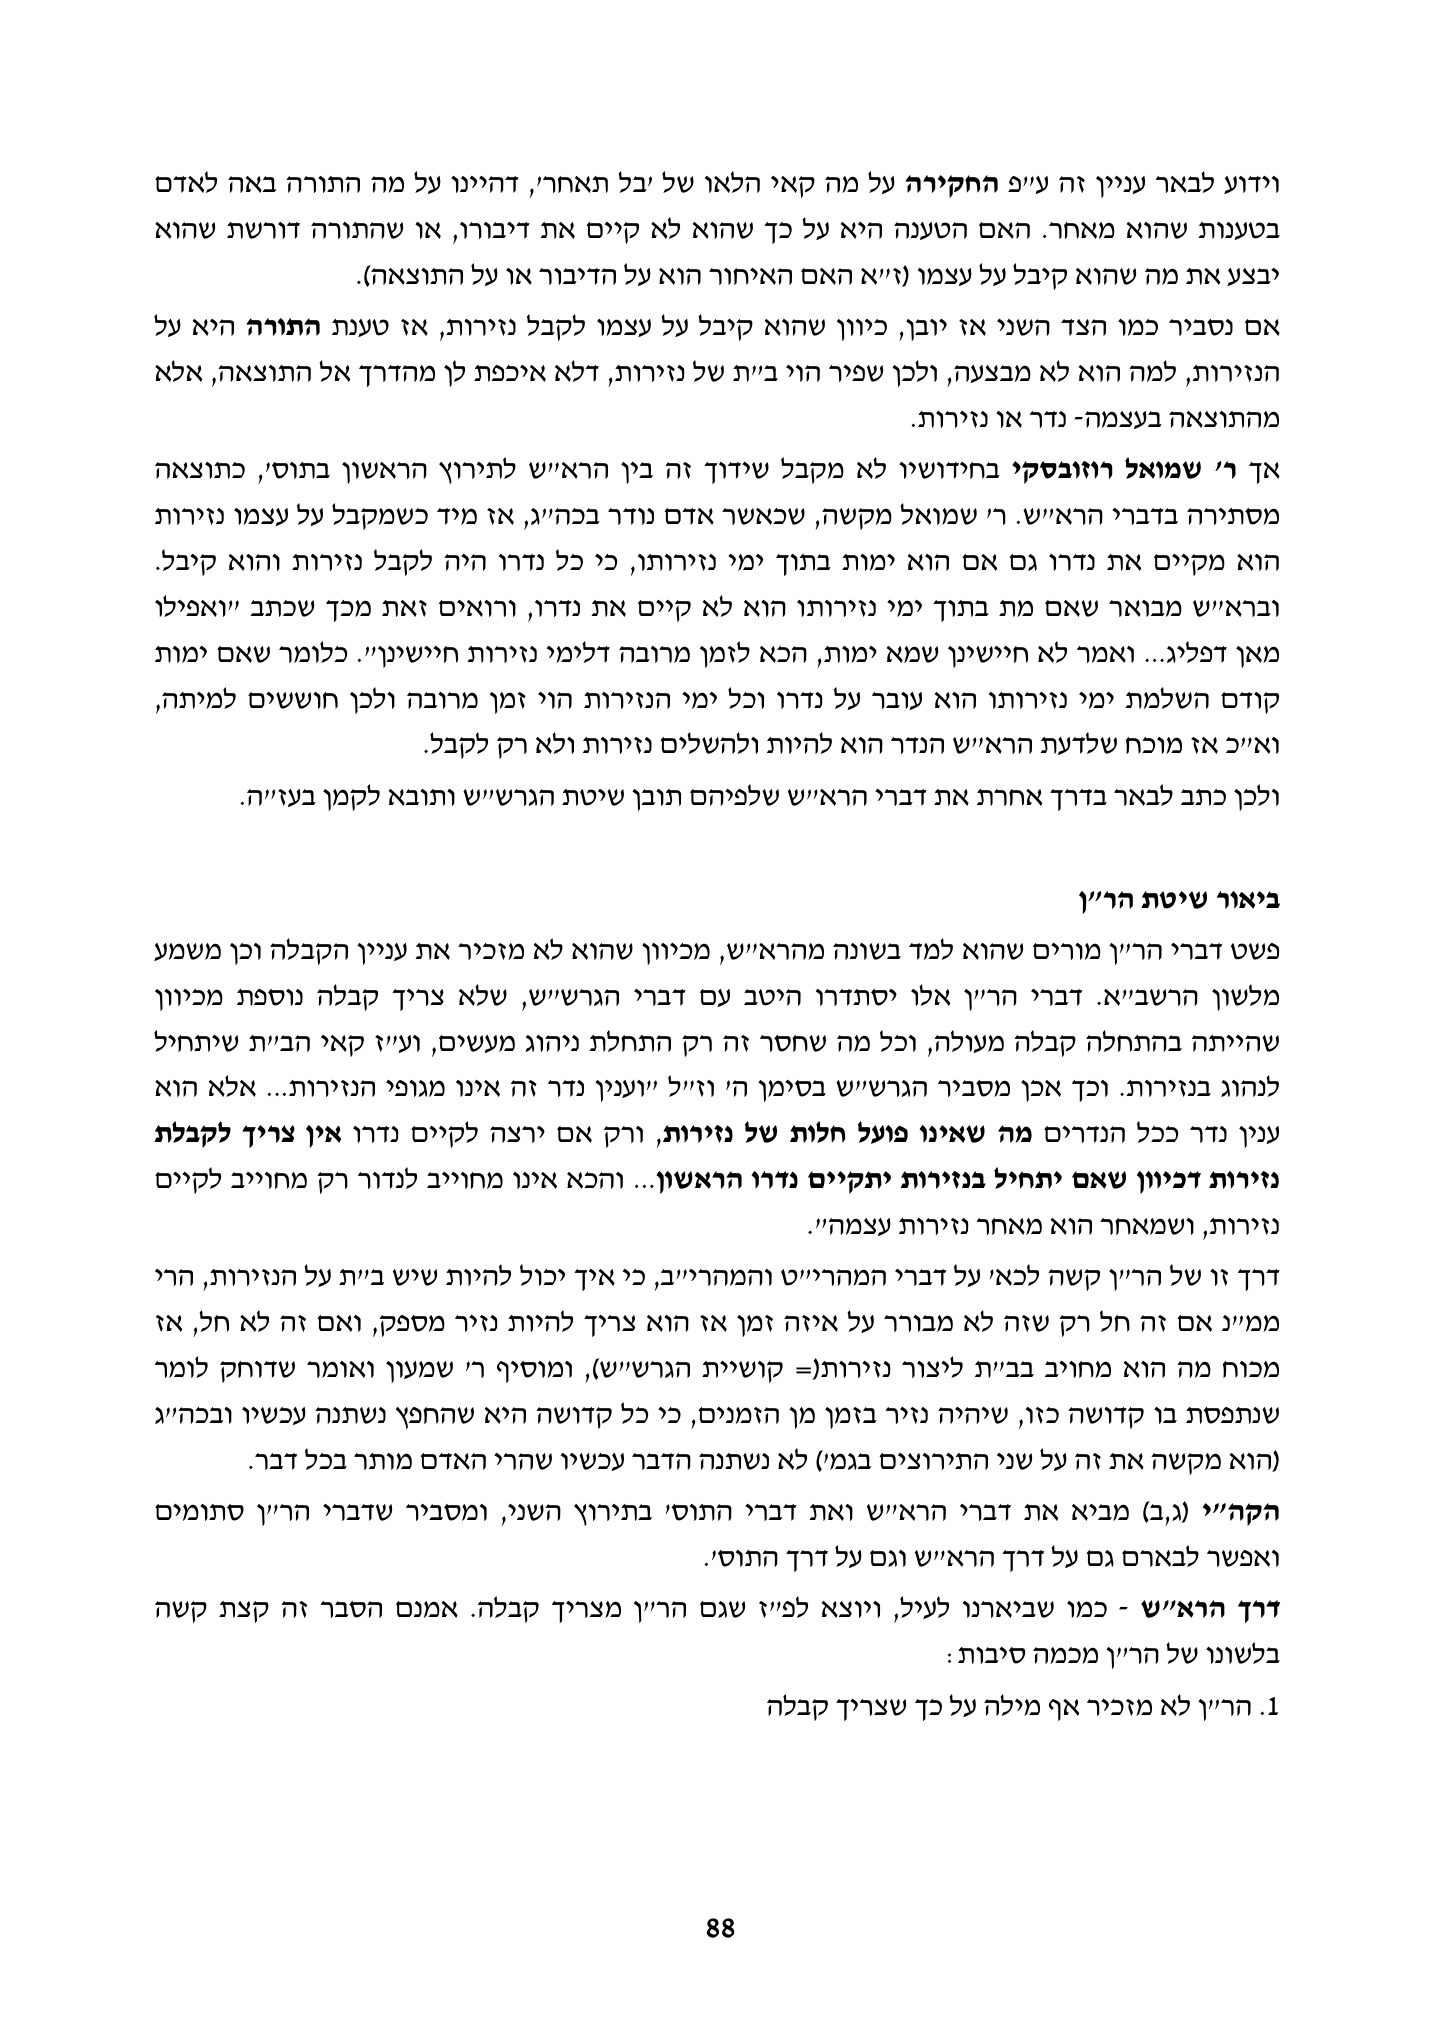 וידוע לבאר עניין זה ע״פ החקירה על מה קאי הלאו של ׳בל תאחר׳, דהיינו על מה התורה באה לאדם
בטענות שהוא מאחר. האם הטענה היא על כך שהוא לא קיים את דיבורו, או שהתורה דורשת שהוא
יבצע את מה שהוא קיבל על עצמו (ז״א האם האיחור הוא על הדיבור או על התוצאה).
אם נסביר כמו הצד השני אז יובן, כיוון שהוא קיבל על עצמו לקבל נזירות, אז טענת התורה היא על
הנזירות, למה הוא לא מבצעה, ולכן שפיר הוי ב״ת של נזירות, דלא איכפת לן מהדרך אל התוצאה, אלא
מהתוצאה בעצמה- נדר או נזירות.
אך ר׳ שמואל רוזובסקי בחידושיו לא מקבל שידוך זה בין הרא״ש לתירוץ הראשון בתוס׳, כתוצאה
מסתירה בדברי הרא״ש. ר׳ שמואל מקשה, שכאשר אדם נודר בכה״ג, אז מיד כשמקבל על עצמו נזירות
הוא מקיים את נדרו גם אם הוא ימות בתוך ימי נזירותו, כי כל נדרו היה לקבל נזירות והוא קיבל.
וברא״ש מבואר שאם מת בתוך ימי נזירותו הוא לא קיים את נדרו, ורואים זאת מכך שכתב ״ואפילו
מאן דפליג... ואמר לא חיישינן שמא ימות, הכא לזמן מרובה דלימי נזירות חיישינן״. כלומר שאם ימות
קודם השלמת ימי נזירותו הוא עובר על נדרו וכל ימי הנזירות הוי זמן מרובה ולכן חוששים למיתה,
וא״כ אז מוכח שלדעת הרא״ש הנדר הוא להיות ולהשלים נזירות ולא רק לקבל.
ולכן כתב לבאר בדרך אחרת את דברי הרא״ש שלפיהם תובן שיטת הגרש״ש ותובא לקמן בעז״ה.
ביאור שיטת הר״ן
פשט דברי הר״ן מורים שהוא למד בשונה מהרא״ש, מכיוון שהוא לא מזכיר את עניין הקבלה וכן משמע
מלשון הרשב״א. דברי הר״ן אלו יסתדרו היטב עם דברי הגרש״ש, שלא צריך קבלה נוספת מכיוון
שהייתה בהתחלה קבלה מעולה, וכל מה שחסר זה רק התחלת ניהוג מעשים, וע״ז קאי הב״ת שיתחיל
לנהוג בנזירות. וכך אכן מסביר הגרש״ש בסימן ה׳ וז״ל ״וענין נדר זה אינו מגופי הנזירות... אלא הוא
ענין נדר ככל הנדרים מה שאינו פועל חלות של נזירות, ורק אם ירצה לקיים נדרו אין צריך לקבלת
נזירות דכיוון שאם יתחיל בנזירות יתקיים נדרו הראשון... והכא אינו מחוייב לנדור רק מחוייב לקיים
נזירות, ושמאחר הוא מאחר נזירות עצמה״.
דרך זו של הר״ן קשה לכא׳ על דברי המהרי״ט והמהרי״ב, כי איך יכול להיות שיש ב״ת על הנזירות, הרי
ממ״נ אם זה חל רק שזה לא מבורר על איזה זמן אז הוא צריך להיות נזיר מספק, ואם זה לא חל, אז
מכוח מה הוא מחויב בב״ת ליצור נזירות(= קושיית הגרש״ש), ומוסיף ר׳ שמעון ואומר שדוחק לומר
שנתפסת בו קדושה כזו, שיהיה נזיר בזמן מן הזמנים, כי כל קדושה היא שהחפץ נשתנה עכשיו ובכה״ג
(הוא מקשה את זה על שני התירוצים בגמ׳) לא נשתנה הדבר עכשיו שהרי האדם מותר בכל דבר.
הקה״י (ג,ב) מביא את דברי הרא״ש ואת דברי התוס׳ בתירוץ השני, ומסביר שדברי הר״ן סתומים
ואפשר לבארם גם על דרך הרא״ש וגם על דרך התוס׳.
דרך הרא״ש - כמו שביארנו לעיל, ויוצא לפ״ז שגם הר״ן מצריך קבלה. אמנם הסבר זה קצת קשה
בלשונו של הר״ן מכמה סיבות:
1. הר״ן לא מזכיר אף מילה על כך שצריך קבלה
88